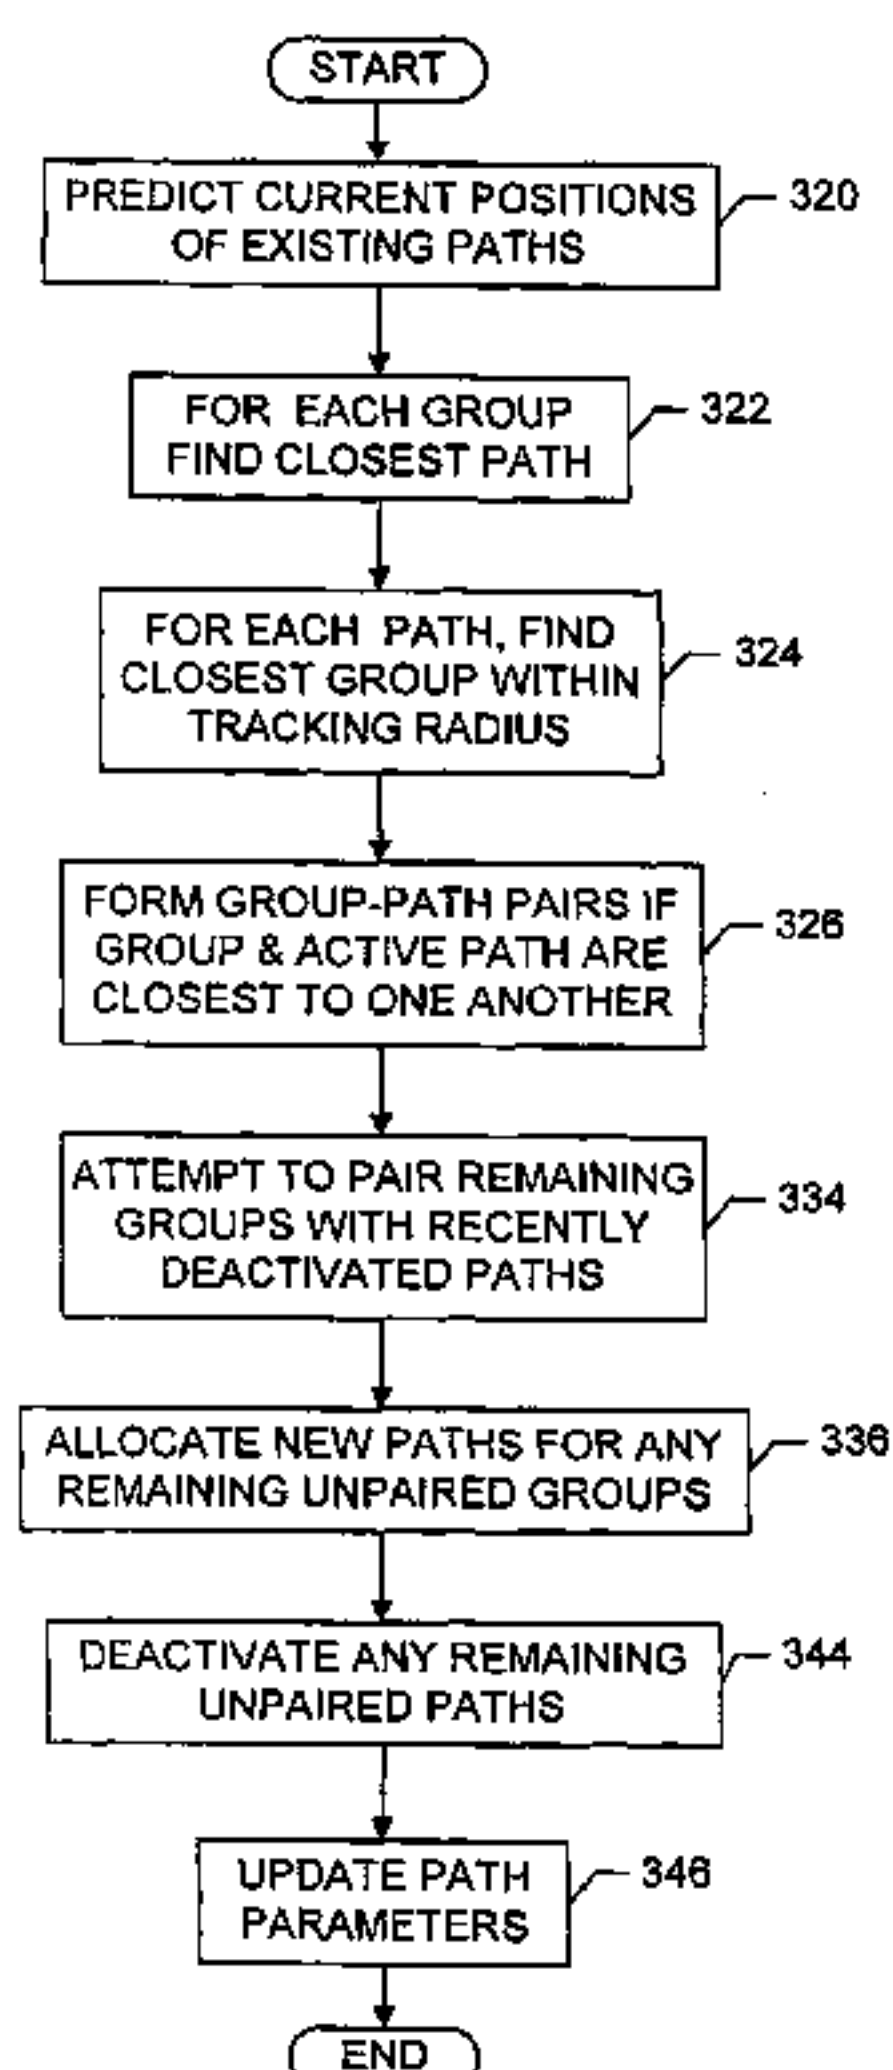 START
PREDICT CURRENT POSITIONS
OF EXISTING PATHS
320
FOR EACH GROUP
FIND CLOSEST PATH
322
FOR EACH PATH, FIND
CLOSEST GROUP WITHIN
TRACKING RADIUS
324
FORM GROUP-PATH PAIRS IF
GROUP & ACTIVE PATH ARE
CLOSEST TO ONE ANOTHER
326
ATTEMPT TO PAIR REMAINING
GROUPS WITH RECENTLY
DEACTIVATED PATHS
334
ALLOCATE NEW PATHS FOR ANY
REMAINING UNPAIRED GROUPS
336
DEACTIVATE ANY REMAINING
UNPAIRED PATHS
344
UPDATE PATH
PARAMETERS
346
END